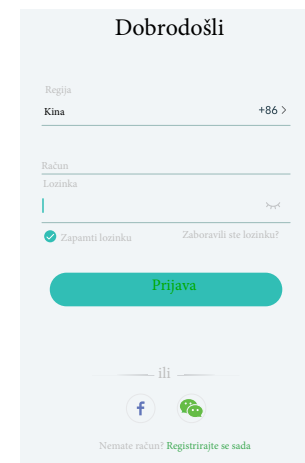 Dobrodošli
Regija
Kina +86 >
Račun
Lozinka
Zapamti lozinku Zaboravili ste lozinku?
Prijava
ili
f
Nemate račun? Registrirajte se sada